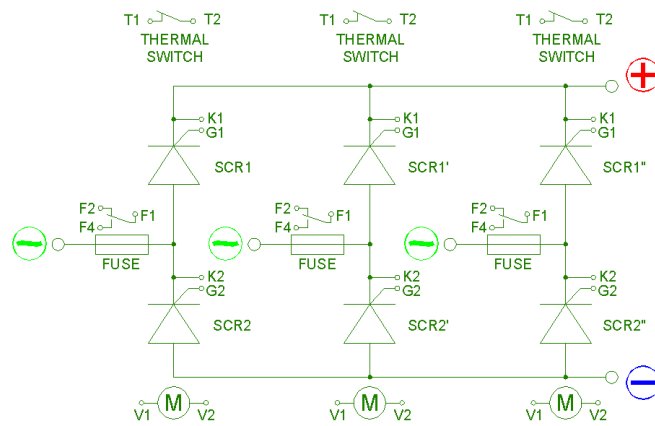 T1 T2 T1 T2 T1 T2
THERMAL SWITCH THERMAL SWITCH THERMAL SWITCH
+
K1 K1 K1
G1 G1 G1
SCR1 SCR1' SCR1"
F2 F1 F2 F1 F2 F1
F4 F4 F4
FUSE FUSE FUSE
K2 K2 K2
G2 G2 G2
SCR2 SCR2' SCR2"
−
M M M
V1 V2 V1 V2 V1 V2